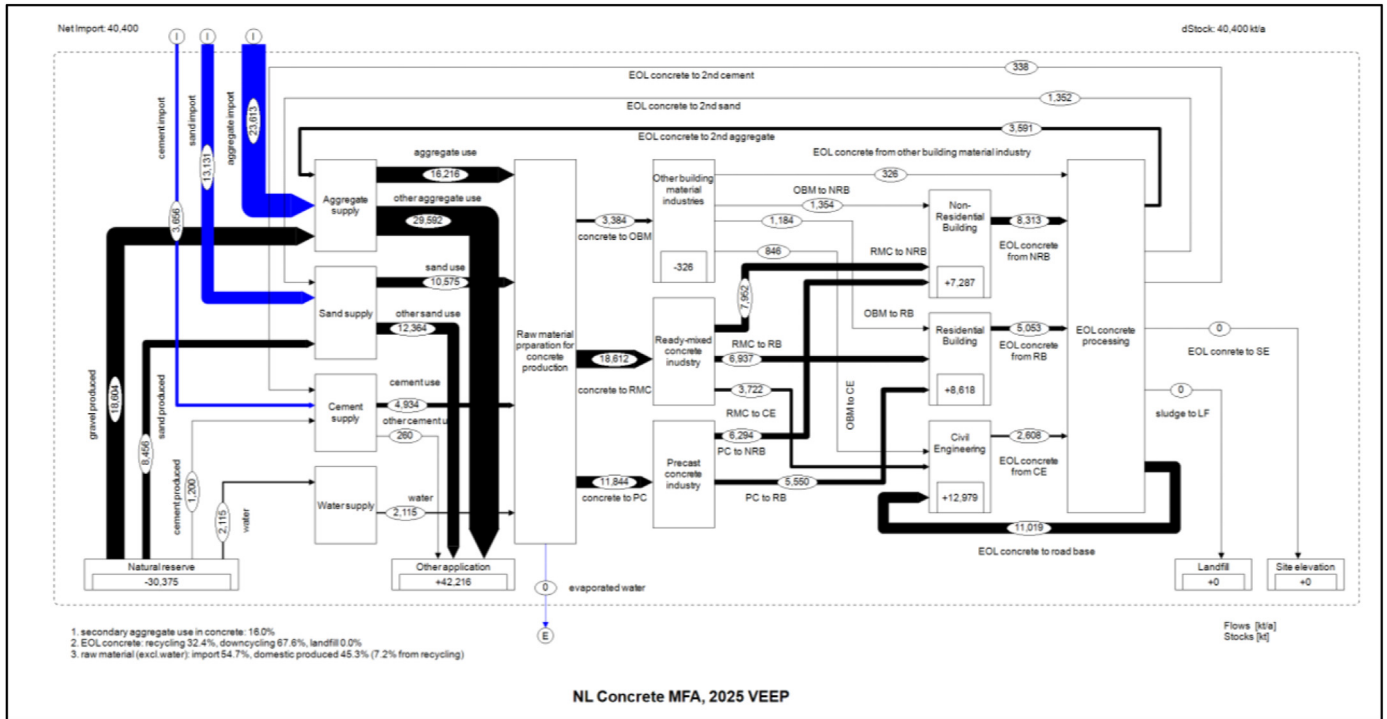 Net Import: 40,400
dStock: 40,400 kt/a
I
I
I
338
EOL concrete to 2nd cement
1,352
EOL concrete to 2nd sand
3,591
EOL concrete to 2nd aggregate
cement import
sand import
aggregate import
23,613
13,131
3,656
aggregate use
16,216
other aggregate use
29,592
Aggregate
supply
sand use
10,575
other sand use
12,364
Sand supply
cement use
4,934
other cement u
260
Cement
supply
water
2,115
Water supply
gravel produced
18,604
sand produced
8,456
cement produced
1,200
2,115
water
Natural reserve
-30,375
Other application
+42,216
Raw material
prparation for
concrete
production
0
evaporated water
E
3,384
concrete to OBM
18,612
concrete to RMC
11,844
concrete to PC
Other building
material
industries
-326
Ready-mixed
concrete
inudstry
Precast
concrete
industry
EOL concrete from other building material industry
326
OBM to NRB
1,354
1,184
846
RMC to NRB
7,952
OBM to RB
RMC to RB
6,937
3,722
RMC to CE
OBM to CE
6,294
PC to NRB
5,550
PC to RB
Non-
Residential
Building
+7,287
Residential
Building
+8,618
Civil
Engineering
+12,979
8,313
EOL concrete
from NRB
5,053
EOL concrete
from RB
2,608
EOL concrete
from CE
EOL concrete
processing
11,019
EOL concrete to road base
0
EOL conrete to SE
0
sludge to LF
Landfill
+0
Site elevation
+0
1. secondary aggregate use in concrete: 16.0%
2. EOL concrete: recycling 32.4%, downcycling 67.6%, landfill 0.0%
3. raw material (excl.water): import 54.7%, domestic produced 45.3% (7.2% from recycling)
Flows [kt/a]
Stocks [kt]
NL Concrete MFA, 2025 VEEP